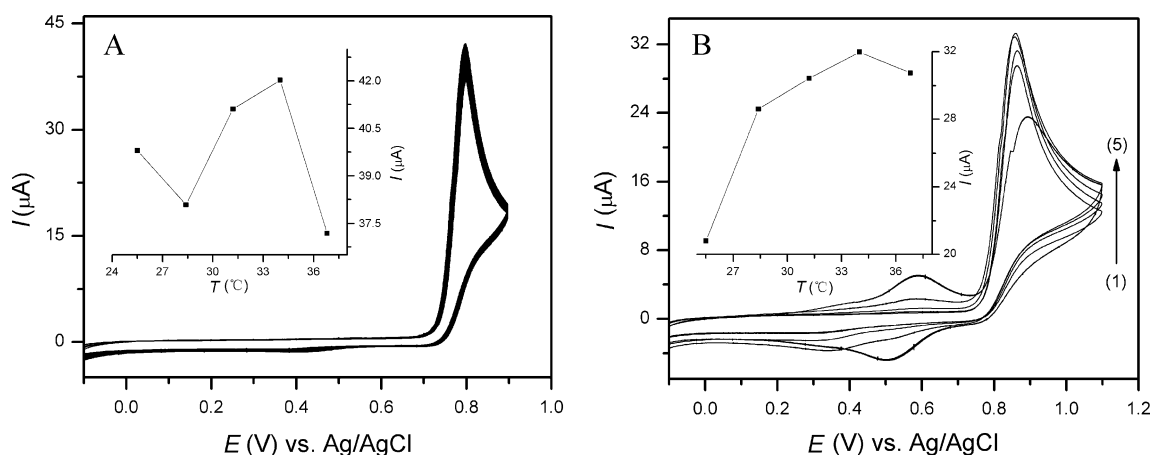 A
B
I (μA)
45
30
15
0
0.0 0.2 0.4 0.6 0.8 1.0
E (V) vs. Ag/AgCl
I (μA)
42.0
40.5
39.0
37.5
24 27 30 33 36
T (℃)
I (μA)
32
24
16
8
0
0.0 0.2 0.4 0.6 0.8 1.0 1.2
E (V) vs. Ag/AgCl
I (μA)
32
28
24
20
27 30 33 36
T (℃)
(5)
(1)